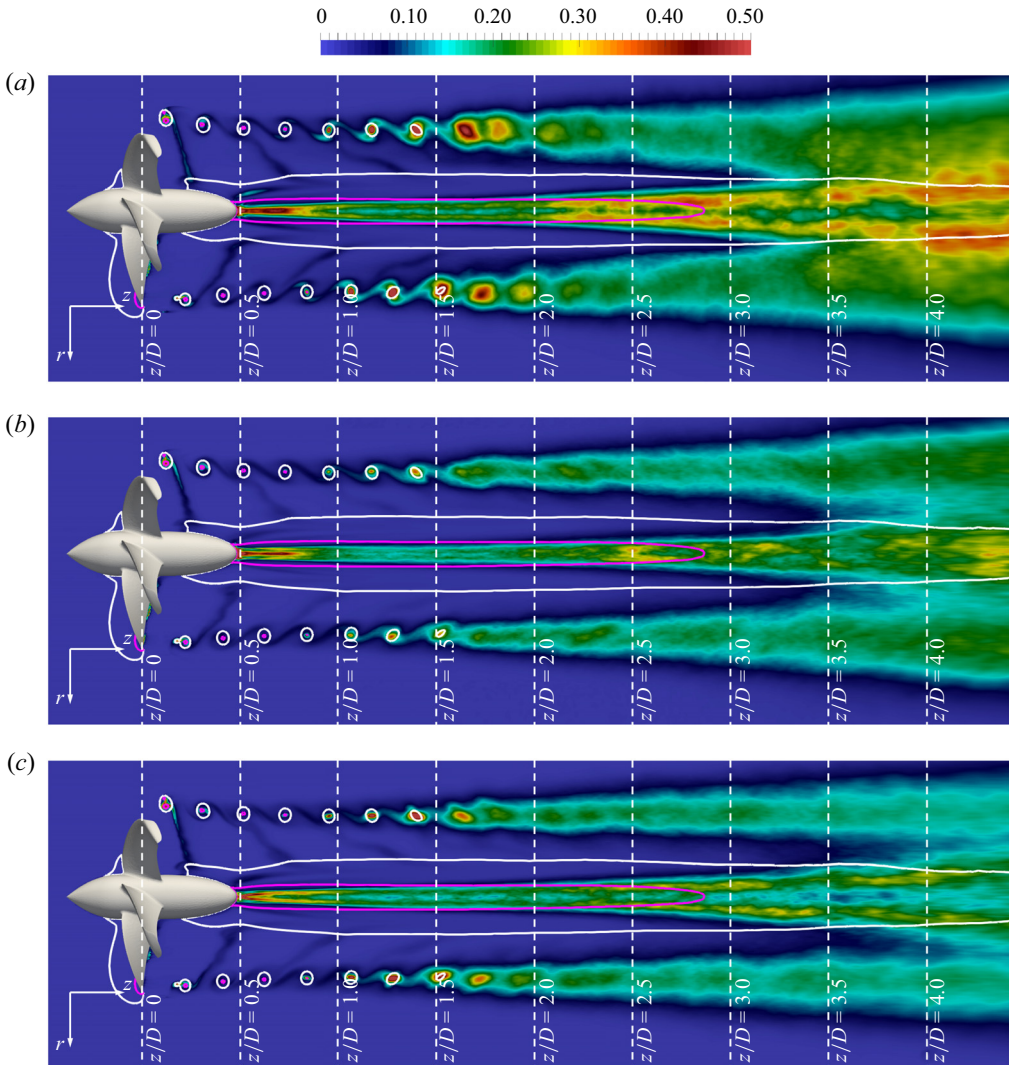 0 0.10 0.20 0.30 0.40 0.50
(a)
z
r
z/D = 0
z/D = 0.5
z/D = 1.0
z/D = 1.5
z/D = 2.0
z/D = 2.5
z/D = 3.0
z/D = 3.5
z/D = 4.0
(b)
z
r
z/D = 0
z/D = 0.5
z/D = 1.0
z/D = 1.5
z/D = 2.0
z/D = 2.5
z/D = 3.0
z/D = 3.5
z/D = 4.0
(c)
z
r
z/D = 0
z/D = 0.5
z/D = 1.0
z/D = 1.5
z/D = 2.0
z/D = 2.5
z/D = 3.0
z/D = 3.5
z/D = 4.0